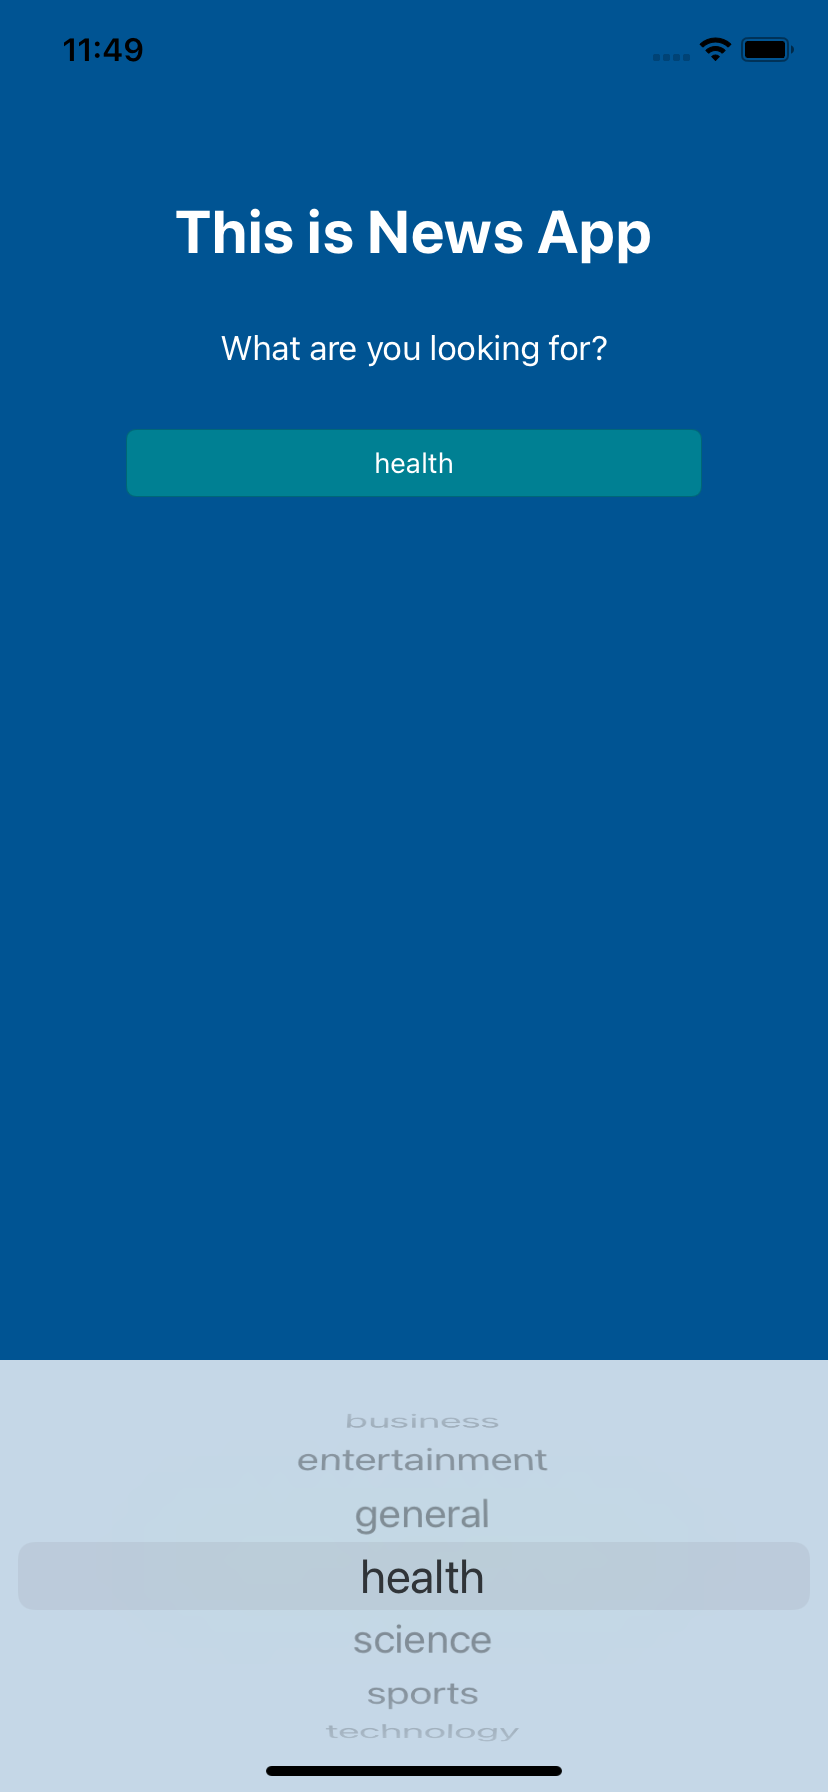 11:49
This is News App
What are you looking for?
health
business
entertainment
general
health
science
sports
technology